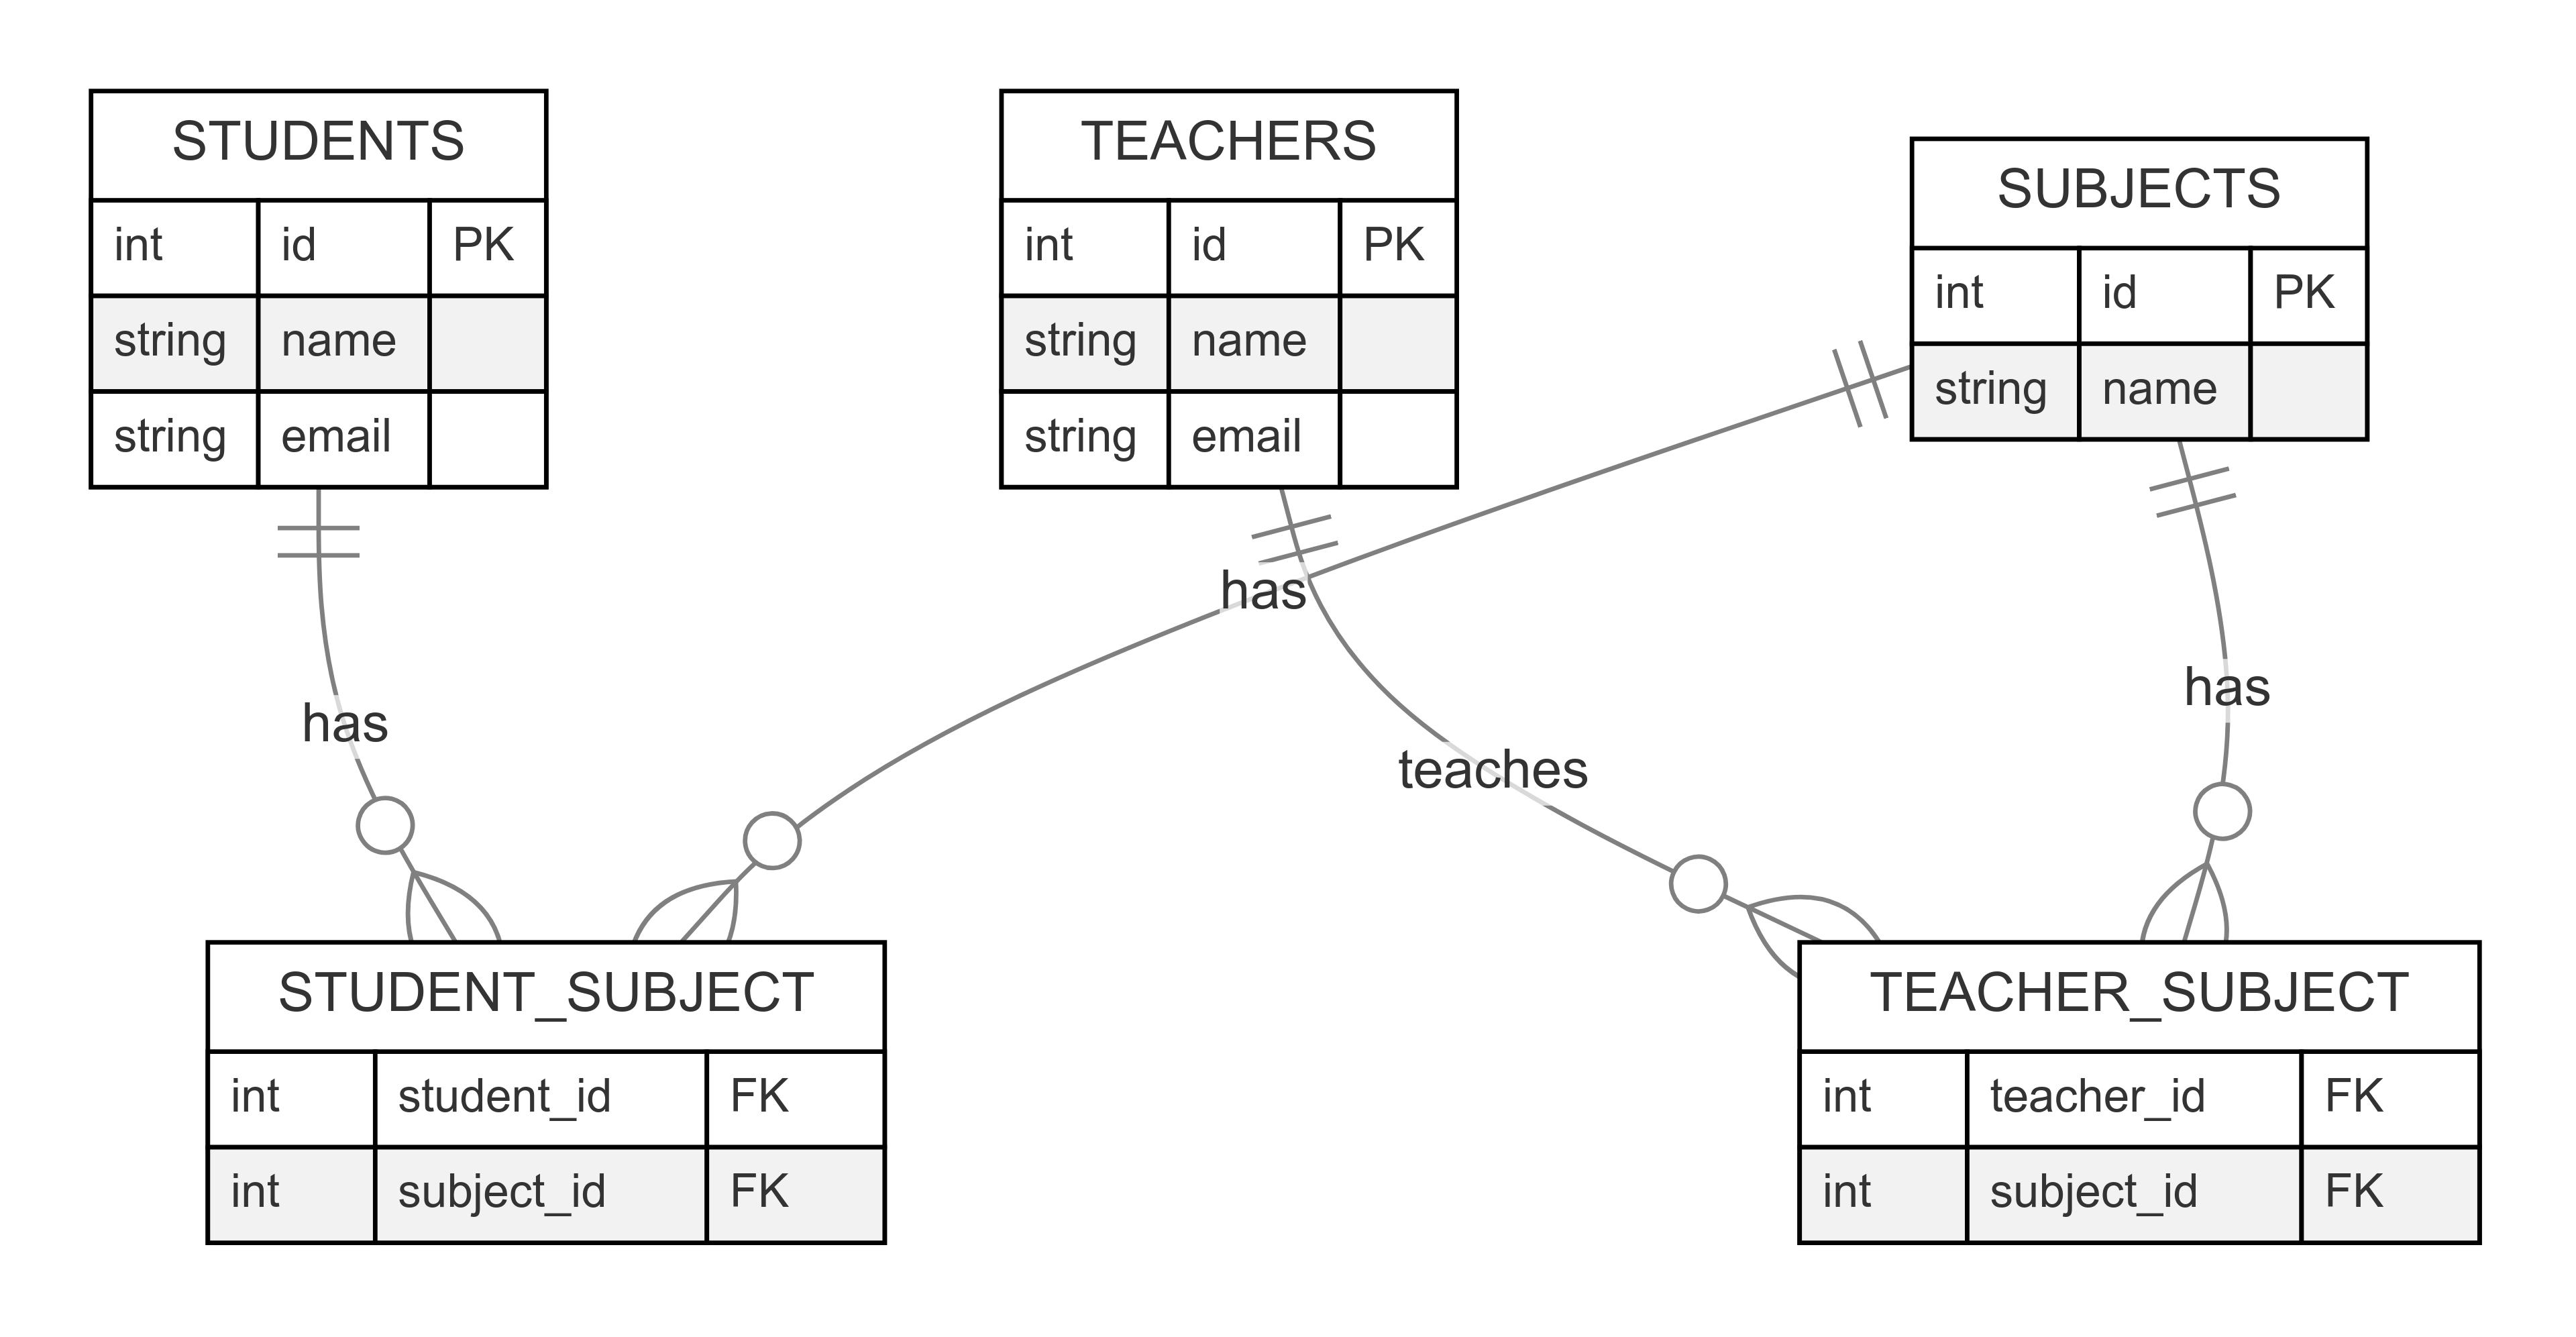 STUDENTS
int id PK
string name
string email
TEACHERS
int id PK
string name
string email
SUBJECTS
int id PK
string name
has
has
teaches
has
STUDENT_SUBJECT
int student_id FK
int subject_id FK
TEACHER_SUBJECT
int teacher_id FK
int subject_id FK